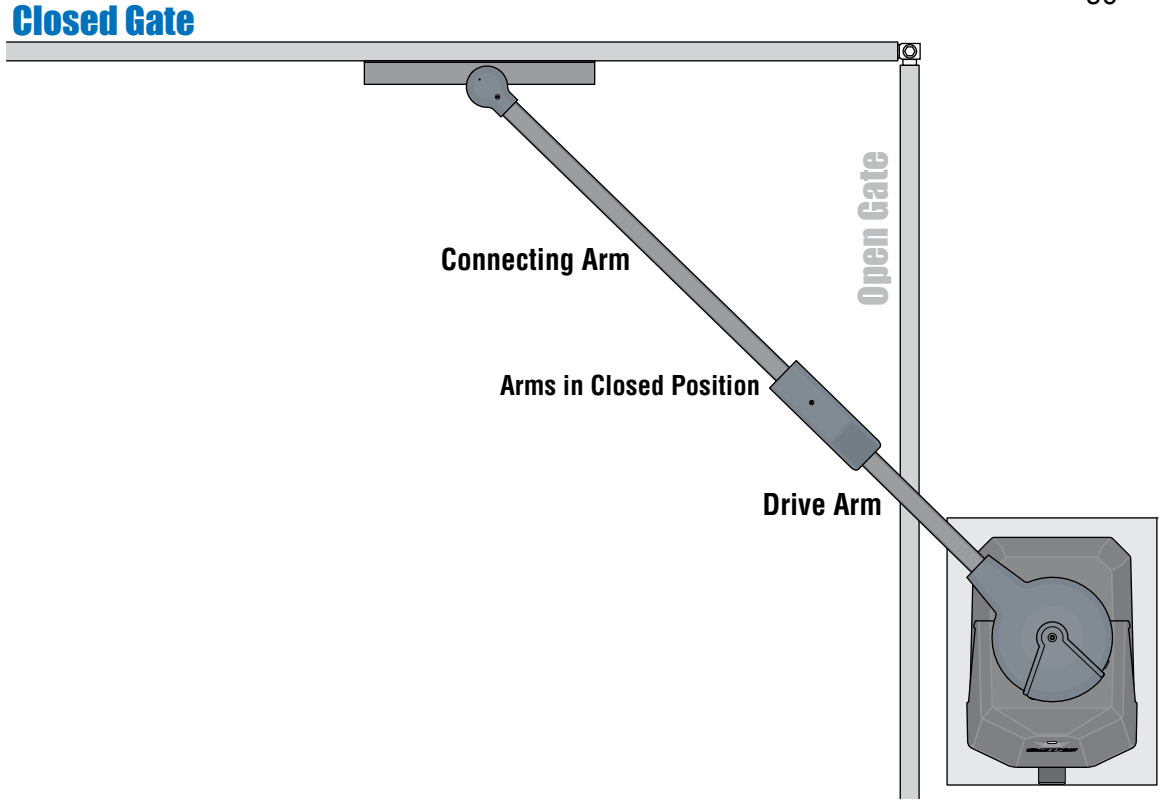 Closed Gate
Open Gate
Connecting Arm
Arms in Closed Position
Drive Arm